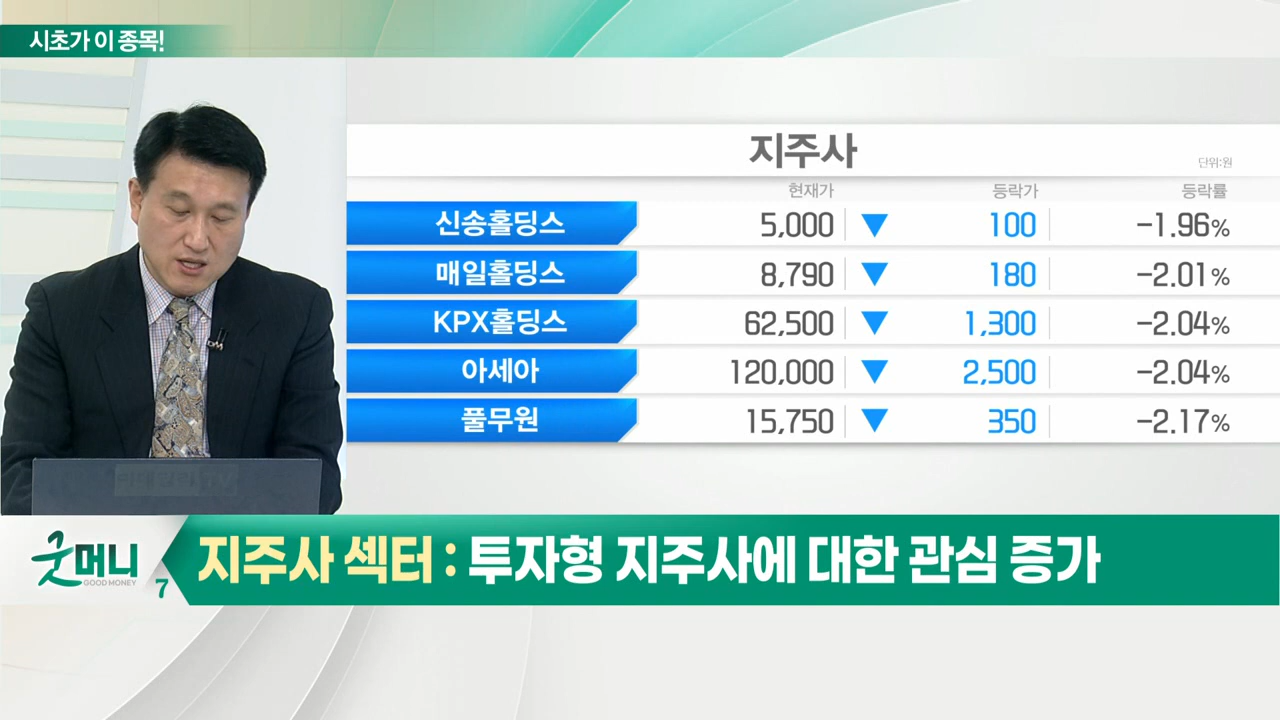 시초가 이 종목!
지주사
단위:원
현재가 등락가 등락률
신송홀딩스 5,000 ▼ 100 -1.96%
매일홀딩스 8,790 ▼ 180 -2.01%
KPX홀딩스 62,500 ▼ 1,300 -2.04%
아세아 120,000 ▼ 2,500 -2.04%
풀무원 15,750 ▼ 350 -2.17%
굿머니
GOOD MONEY
7
지주사 섹터 : 투자형 지주사에 대한 관심 증가